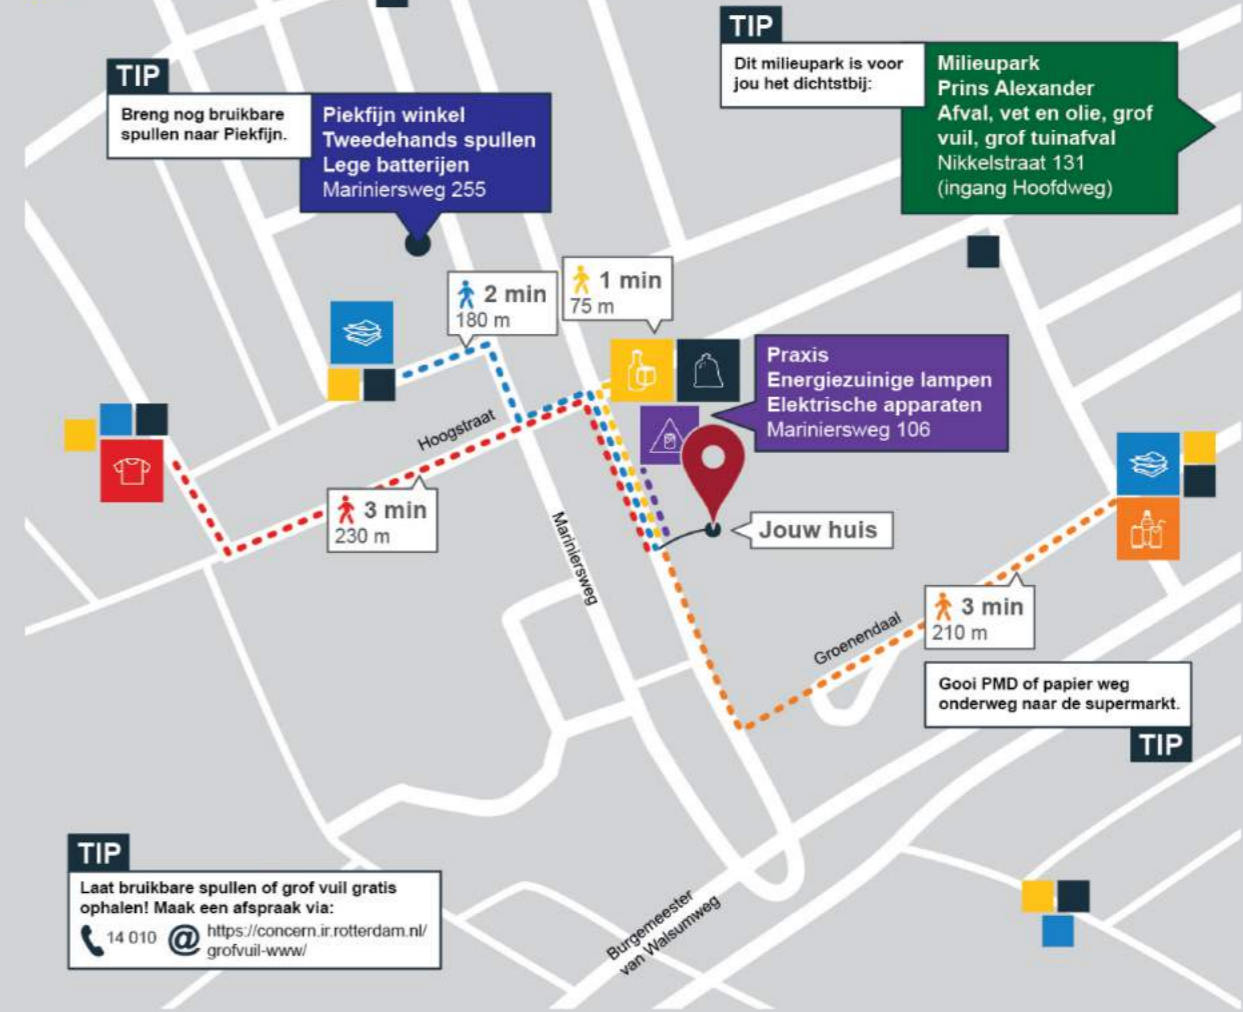 TIP
Breng nog bruikbare
spullen naar Piekfijn.
Piekfijn winkel
Tweedehands spullen
Lege batterijen
Mariniersweg 255
TIP
Dit milieupark is voor
jou het dichtstbij:
Milieupark
Prins Alexander
Afval, vet en olie, grof
vuil, grof tuinafval
Nikkelstraat 131
(ingang Hoofdweg)
2 min
180 m
1 min
75 m
Praxis
Energiezuinige lampen
Elektrische apparaten
Mariniersweg 106
Hoogstraat
3 min
230 m
Mariniersweg
Jouw huis
Groenendaal
3 min
210 m
Gooi PMD of papier weg
onderweg naar de supermarkt.
TIP
TIP
Laat bruikbare spullen of grof vuil gratis
ophalen! Maak een afspraak via:
14 010
@ https://concern.ir.rotterdam.nl/
grofvuil-www/
Burgemeester
van Walsumweg